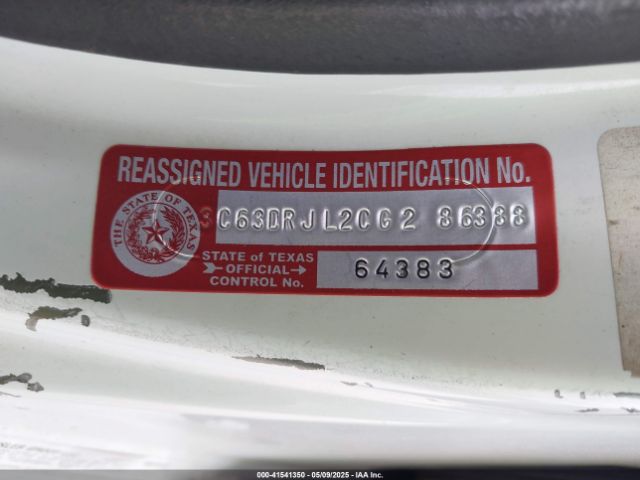 REASSIGNED VEHICLE IDENTIFICATION No.
3C63DRJL2CG2 86388
THE STATE OF TEXAS
STATE of TEXAS
OFFICIAL
CONTROL No.
64383
000-41541350 - 05/09/2025 - IAA Inc.